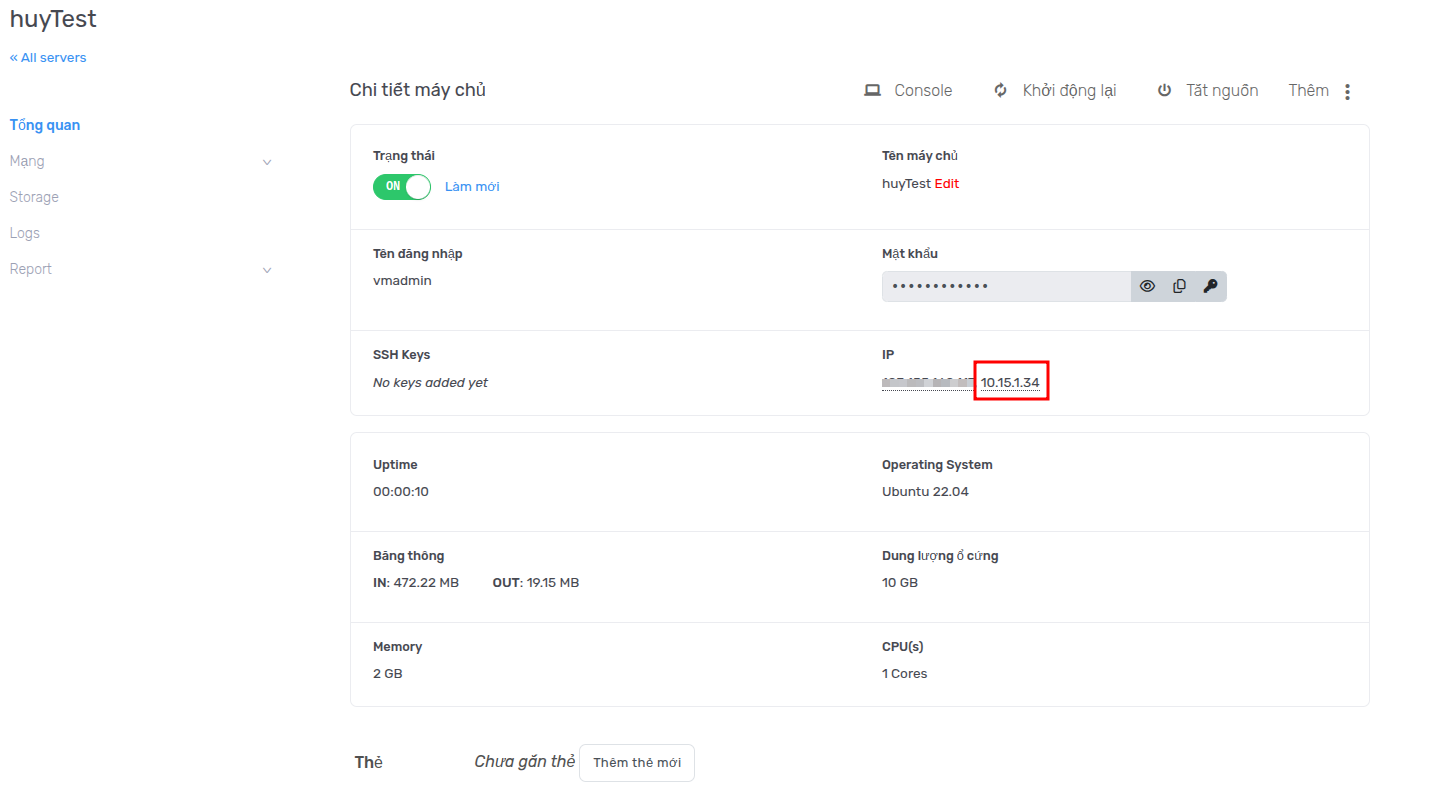 huyTest
« All servers
Chi tiết máy chủ
Console Khởi động lại Tắt nguồn Thêm
Tổng quan
Mạng
Storage
Logs
Report
Trạng thái Tên máy chủ
ON Làm mới huyTest Edit
Tên đăng nhập Mật khẩu
vmadmin ••••••••••••
SSH Keys IP
No keys added yet 10.15.1.34
Uptime Operating System
00:00:10 Ubuntu 22.04
Băng thông Dung lượng ổ cứng
IN: 472.22 MB OUT: 19.15 MB 10 GB
Memory CPU(s)
2 GB 1 Cores
Thẻ Chưa gắn thẻ Thêm thẻ mới